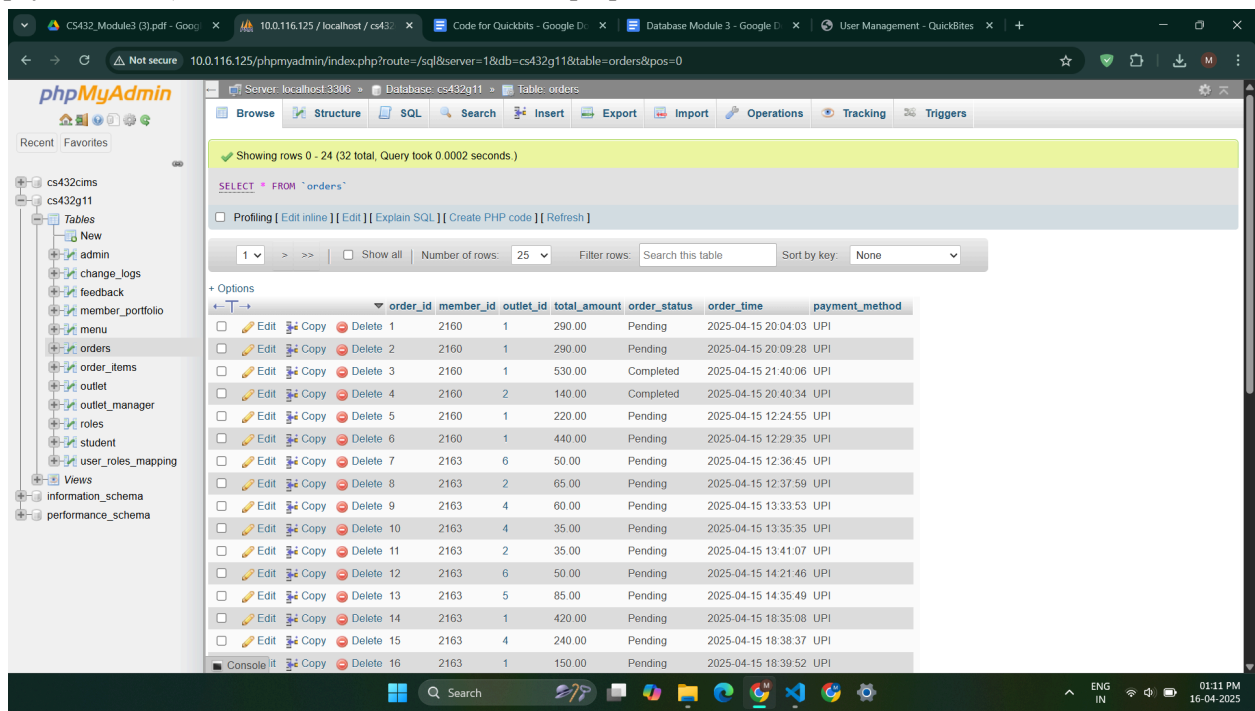 CS432_Module3 (3).pdf - Googl
10.0.116.125 / localhost / cs432
Code for Quickbits - Google Do
Database Module 3 - Google D
User Management - QuickBites
Not secure 10.0.116.125/phpmyadmin/index.php?route=/sql&server=1&db=cs432g11&table=orders&pos=0
M
phpMyAdmin
Recent Favorites
cs432cims
cs432g11
Tables
New
admin
change_logs
feedback
member_portfolio
menu
orders
order_items
outlet
outlet_manager
roles
student
user_roles_mapping
Views
information_schema
performance_schema
Server: localhost:3306 » Database: cs432g11 » Table: orders
Browse Structure SQL Search Insert Export Import Operations Tracking Triggers
Showing rows 0 - 24 (32 total, Query took 0.0002 seconds.)
SELECT * FROM `orders`
Profiling [ Edit inline ] [ Edit ] [ Explain SQL ] [ Create PHP code ] [ Refresh ]
1 > >> | Show all | Number of rows: 25 Filter rows: Search this table Sort by key: None
+ Options
←T→ order_id member_id outlet_id total_amount order_status order_time payment_method
Edit Copy Delete 1 2160 1 290.00 Pending 2025-04-15 20:04:03 UPI
Edit Copy Delete 2 2160 1 290.00 Pending 2025-04-15 20:09:28 UPI
Edit Copy Delete 3 2160 1 530.00 Completed 2025-04-15 21:40:06 UPI
Edit Copy Delete 4 2160 2 140.00 Completed 2025-04-15 20:40:34 UPI
Edit Copy Delete 5 2160 1 220.00 Pending 2025-04-15 12:24:55 UPI
Edit Copy Delete 6 2160 1 440.00 Pending 2025-04-15 12:29:35 UPI
Edit Copy Delete 7 2163 6 50.00 Pending 2025-04-15 12:36:45 UPI
Edit Copy Delete 8 2163 2 65.00 Pending 2025-04-15 12:37:59 UPI
Edit Copy Delete 9 2163 4 60.00 Pending 2025-04-15 13:33:53 UPI
Edit Copy Delete 10 2163 4 35.00 Pending 2025-04-15 13:35:35 UPI
Edit Copy Delete 11 2163 2 35.00 Pending 2025-04-15 13:41:07 UPI
Edit Copy Delete 12 2163 6 50.00 Pending 2025-04-15 14:21:46 UPI
Edit Copy Delete 13 2163 5 85.00 Pending 2025-04-15 14:35:49 UPI
Edit Copy Delete 14 2163 1 420.00 Pending 2025-04-15 18:35:08 UPI
Edit Copy Delete 15 2163 4 240.00 Pending 2025-04-15 18:38:37 UPI
Console it Copy Delete 16 2163 1 150.00 Pending 2025-04-15 18:39:52 UPI
Search
ENG
IN
01:11 PM
16-04-2025